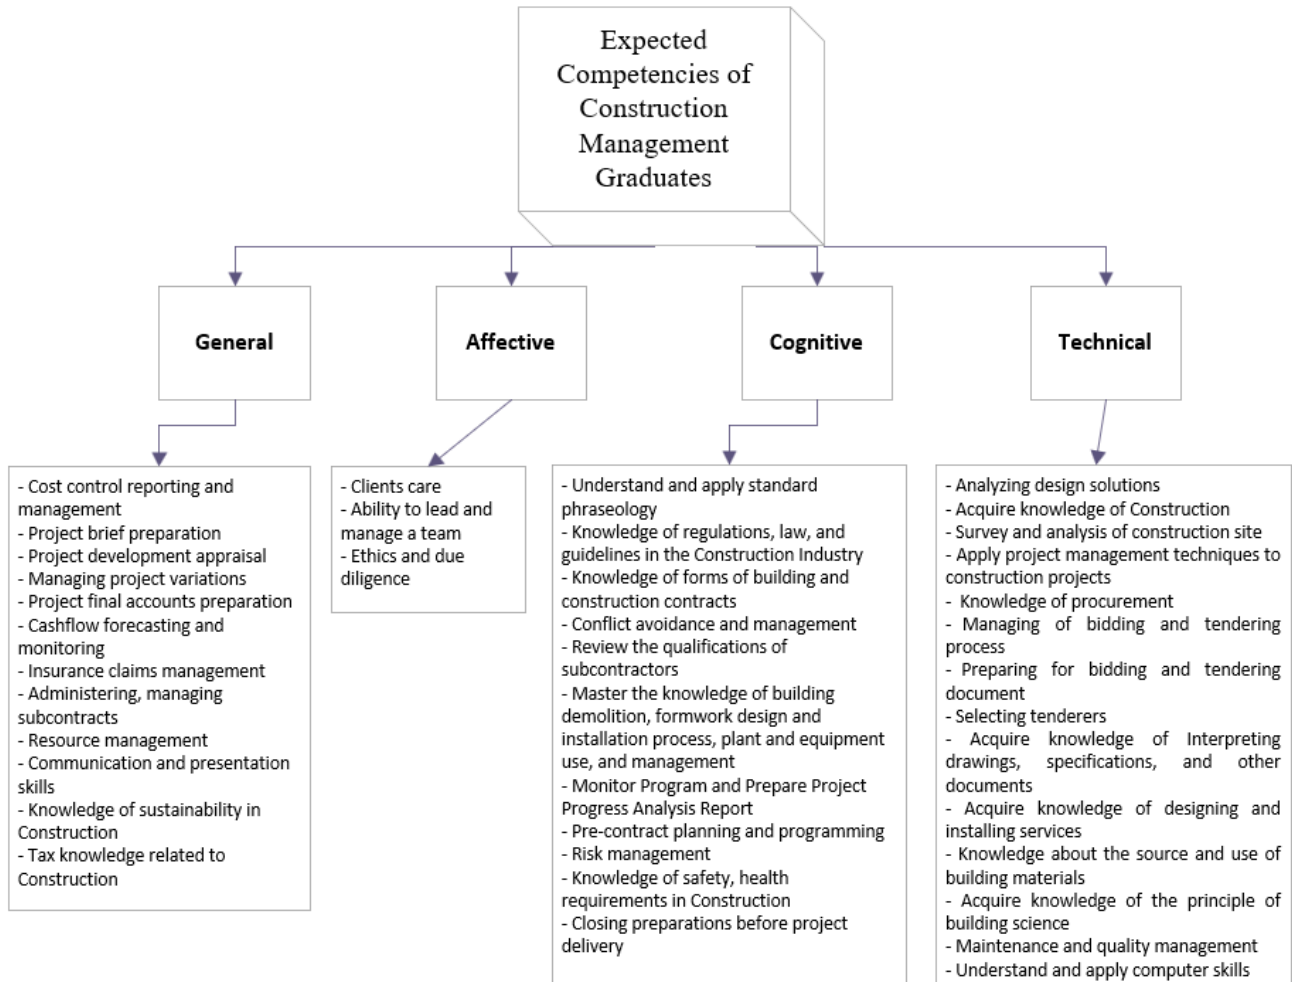 Expected
Competencies of
Construction
Management
Graduates
General
Affective
Cognitive
Technical
- Cost control reporting and
management
- Project brief preparation
- Project development appraisal
- Managing project variations
- Project final accounts preparation
- Cashflow forecasting and
monitoring
- Insurance claims management
- Administering, managing
subcontracts
- Resource management
- Communication and presentation
skills
- Knowledge of sustainability in
Construction
- Tax knowledge related to
Construction
- Clients care
- Ability to lead and
manage a team
- Ethics and due
diligence
- Understand and apply standard
phraseology
- Knowledge of regulations, law, and
guidelines in the Construction Industry
- Knowledge of forms of building and
construction contracts
- Conflict avoidance and management
- Review the qualifications of
subcontractors
- Master the knowledge of building
demolition, formwork design and
installation process, plant and equipment
use, and management
- Monitor Program and Prepare Project
Progress Analysis Report
- Pre-contract planning and programming
- Risk management
- Knowledge of safety, health
requirements in Construction
- Closing preparations before project
delivery
- Analyzing design solutions
- Acquire knowledge of Construction
- Survey and analysis of construction site
- Apply project management techniques to
construction projects
- Knowledge of procurement
- Managing of bidding and tendering
process
- Preparing for bidding and tendering
document
- Selecting tenderers
- Acquire knowledge of Interpreting
drawings, specifications, and other
documents
- Acquire knowledge of designing and
installing services
- Knowledge about the source and use of
building materials
- Acquire knowledge of the principle of
building science
- Maintenance and quality management
- Understand and apply computer skills